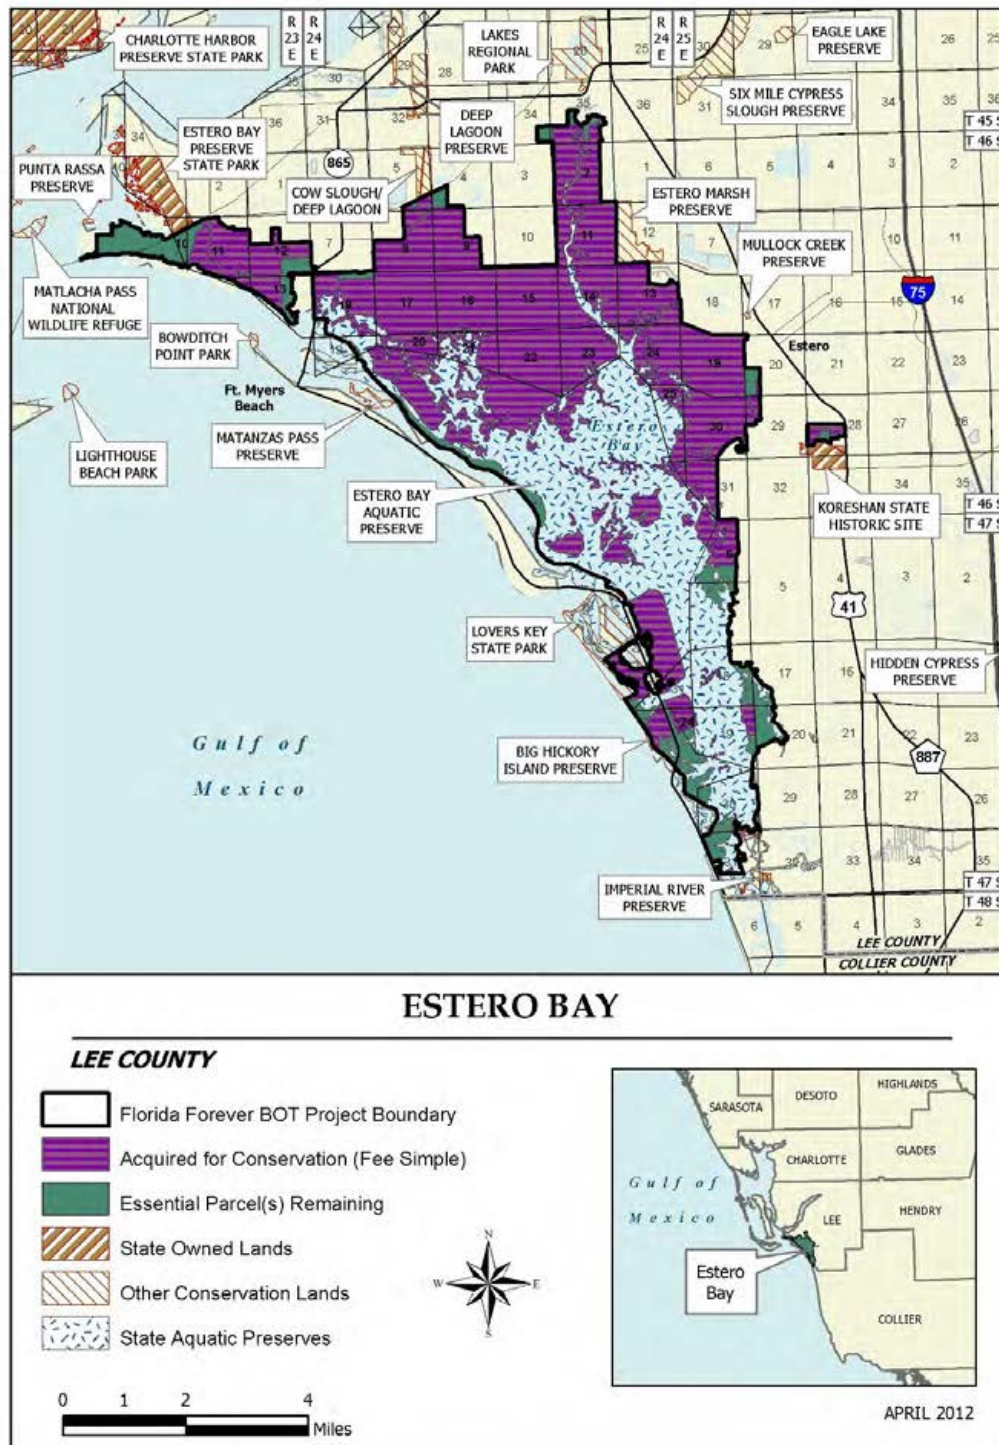 CHARLOTTE HARBOR
PRESERVE STATE PARK
R
23
E
R
24
E
LAKES
REGIONAL
PARK
R
24
E
R
25
E
EAGLE LAKE
PRESERVE
SIX MILE CYPRESS
SLOUGH PRESERVE
DEEP
LAGOON
PRESERVE
ESTERO BAY
PRESERVE
STATE PARK
T 45 S
T 46 S
PUNTA RASSA
PRESERVE
865
COW SLOUGH/
DEEP LAGOON
ESTERO MARSH
PRESERVE
MULLOCK CREEK
PRESERVE
MATLACHA PASS
NATIONAL
WILDLIFE REFUGE
75
BOWDITCH
POINT PARK
Estero
Ft. Myers
Beach
MATANZAS PASS
PRESERVE
LIGHTHOUSE
BEACH PARK
Estero
Bay
ESTERO BAY
AQUATIC
PRESERVE
KORESHAN STATE
HISTORIC SITE
T 46 S
T 47 S
41
LOVERS KEY
STATE PARK
HIDDEN CYPRESS
PRESERVE
Gulf of
Mexico
BIG HICKORY
ISLAND PRESERVE
887
IMPERIAL RIVER
PRESERVE
T 47 S
T 48 S
LEE COUNTY
COLLIER COUNTY
ESTERO BAY
LEE COUNTY
Florida Forever BOT Project Boundary
Acquired for Conservation (Fee Simple)
Essential Parcel(s) Remaining
State Owned Lands
Other Conservation Lands
State Aquatic Preserves
N
W E
S
0 1 2 4
Miles
SARASOTA
DESOTO
HIGHLANDS
CHARLOTTE
GLADES
Gulf of
Mexico
LEE
HENDRY
Estero
Bay
COLLIER
APRIL 2012